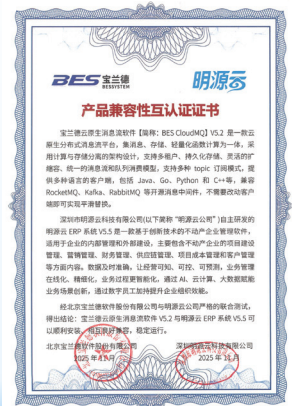 BES 宝兰德
BESSYSTEM
明源云
产品兼容性互认证证书
宝兰德云原生消息流软件【简称：BES CloudMQ】V5.2 是一款云
原生分布式消息流平台，集消息、存储、轻量化函数计算为一体，采
用计算与存储分离的架构设计，支持多租户、持久化存储、灵活的扩
缩容、统一的消息流和队列消费模型，支持多种 topic 订阅模式，提
供多种语言的客户端，包括 Java、Go、Python 和 C++等，兼容
RocketMQ、Kafka、RabbitMQ 等开源消息中间件，不需要改动客户
端即可实现平滑替换。
深圳市明源云科技有限公司(以下简称“明源云公司”)自主研发的
明源云 ERP 系统 V5.5 是一款基于创新技术的不动产企业管理软件，
适用于企业的内部管理和外部建设，主要包含不动产企业的项目建设
管理、营销管理、财务管理、供应链管理、项目成本管理和客户管理
等方面内容。数据及时准确，让经营可知、可控、可预测，业务管理
在线化、精细化，业务过程更智能化，通过 AI、云计算、大数据赋能
业务场景创新，通过数字员工加持提升企业组织效能。
经北京宝兰德软件股份有限公司与明源云公司严格的联合测试，
得出结论：宝兰德云原生消息流软件 V5.2 与明源云 ERP 系统 V5.5 可
以顺利安装，相互良好兼容，稳定运行。
北京宝兰德软件股份有限公司
深圳明源云科技有限公司
2025 年 11 月
2025 年 11 月